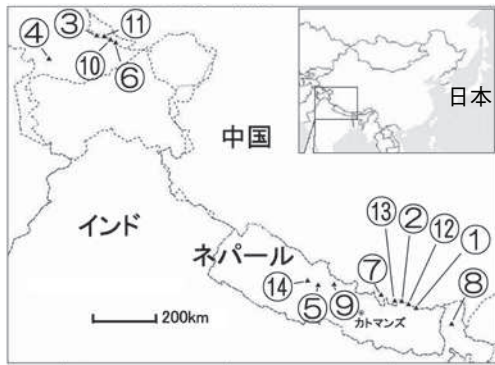 ③ ⑪
④
⑩ ⑥
日本
中国
インド
ネパール
⑬ ② ⑫ ①
⑦
⑧
⑭ ⑤ ⑨
カトマンズ
200km